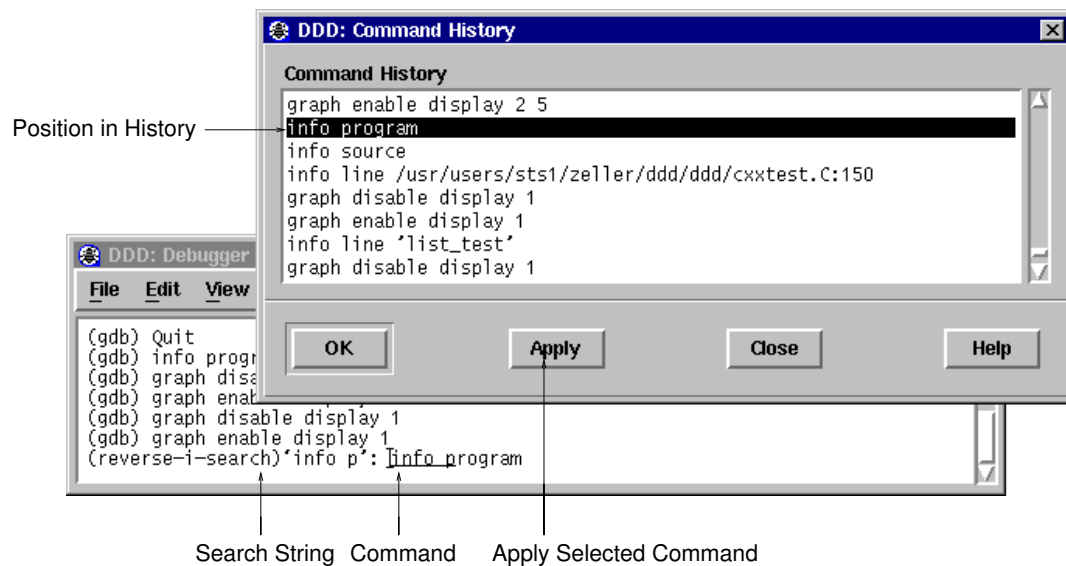 DDD: Command History
Command History
graph enable display 2 5
Position in History
info program
info source
info line /usr/users/sts1/zeller/ddd/ddd/cxxtest.C:150
graph disable display 1
graph enable display 1
info line 'list_test'
graph disable display 1
OK Apply Close Help
DDD: Debugger
File Edit View
(gdb) Quit
(gdb) info progr
(gdb) graph disa
(gdb) graph enab
(gdb) graph disable display 1
(gdb) graph enable display 1
(reverse-i-search)`info p': info program
Search String Command Apply Selected Command